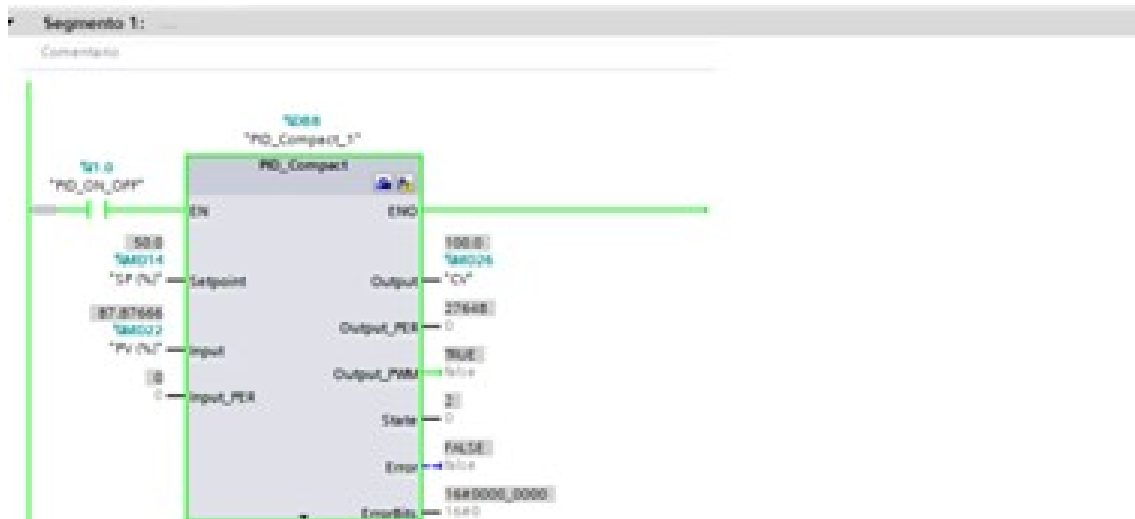 Segmento 1: ...
Comentario
%DB8
"PID_Compact_1"
PID_Compact
%I1.0
"PID_ON_OFF"
EN
ENO
50.0
%MD14
"SP (%)"
Setpoint
100.0
%MD26
"CV"
Output
87.87666
%MD22
"PV (%)"
Input
27648
0
Output_PER
0
0
Input_PER
TRUE
false
Output_PWM
State
0
FALSE
false
Error
16#0000_0000
16#0
ErrorBits